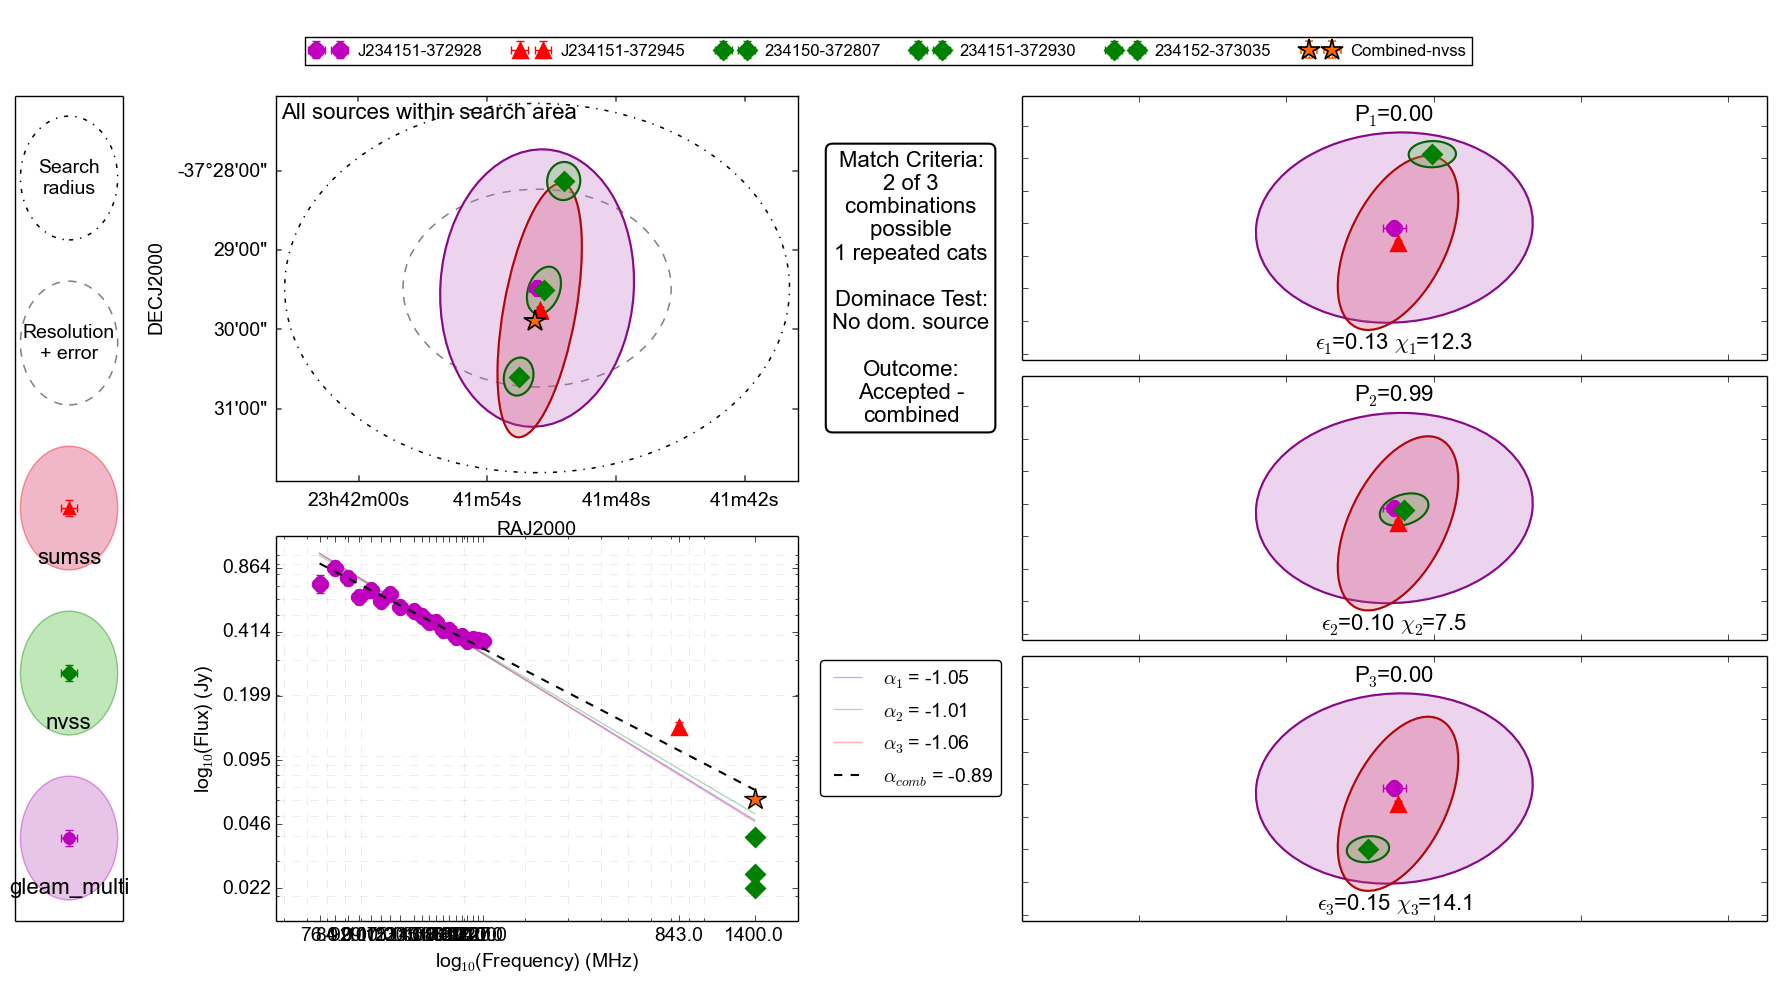 J234151-372928
J234151-372945
234150-372807
234151-372930
234152-373035
Combined-nvss
Search
radius
Resolution
+ error
sumss
nvss
gleam_multi
All sources within search area
DECJ2000
-37°28'00"
29'00"
30'00"
31'00"
23h42m00s
41m54s
41m48s
41m42s
RAJ2000
Match Criteria:
2 of 3
combinations
possible
1 repeated cats
Dominace Test:
No dom. source
Outcome:
Accepted -
combined
log10(Flux) (Jy)
0.864
0.414
0.199
0.095
0.046
0.022
843.0
1400.0
log10(Frequency) (MHz)
α1 = -1.05
α2 = -1.01
α3 = -1.06
αcomb = -0.89
P1=0.00
ϵ1=0.13 χ1=12.3
P2=0.99
ϵ2=0.10 χ2=7.5
P3=0.00
ϵ3=0.15 χ3=14.1